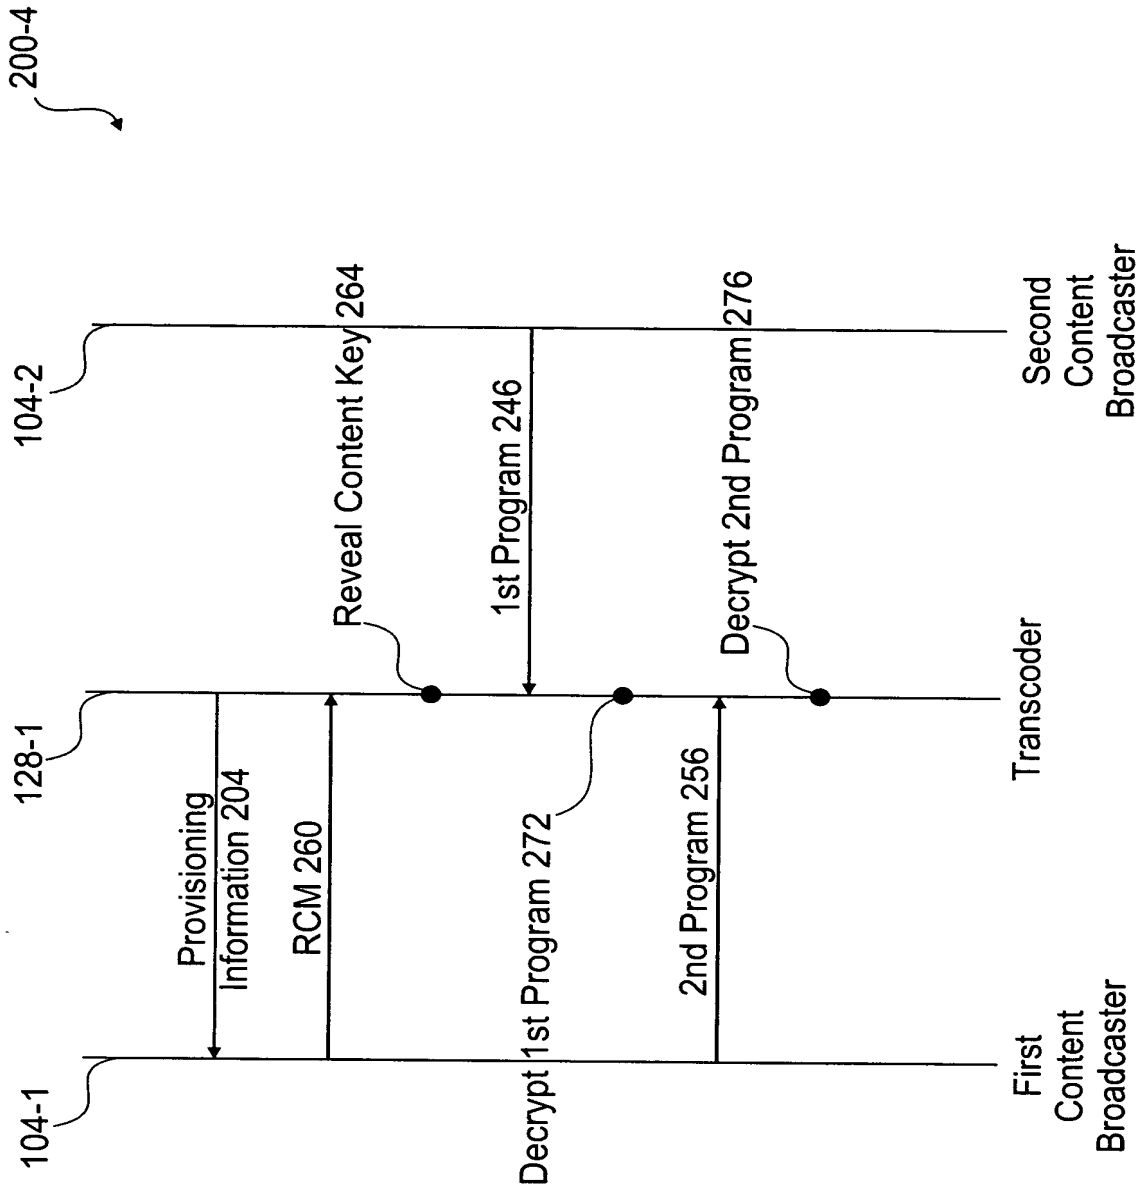 200-4
104-1
128-1
104-2
Provisioning
Information 204
RCM 260
Reveal Content Key 264
1st Program 246
Decrypt 1st Program 272
2nd Program 256
Decrypt 2nd Program 276
First
Content
Broadcaster
Transcoder
Second
Content
Broadcaster